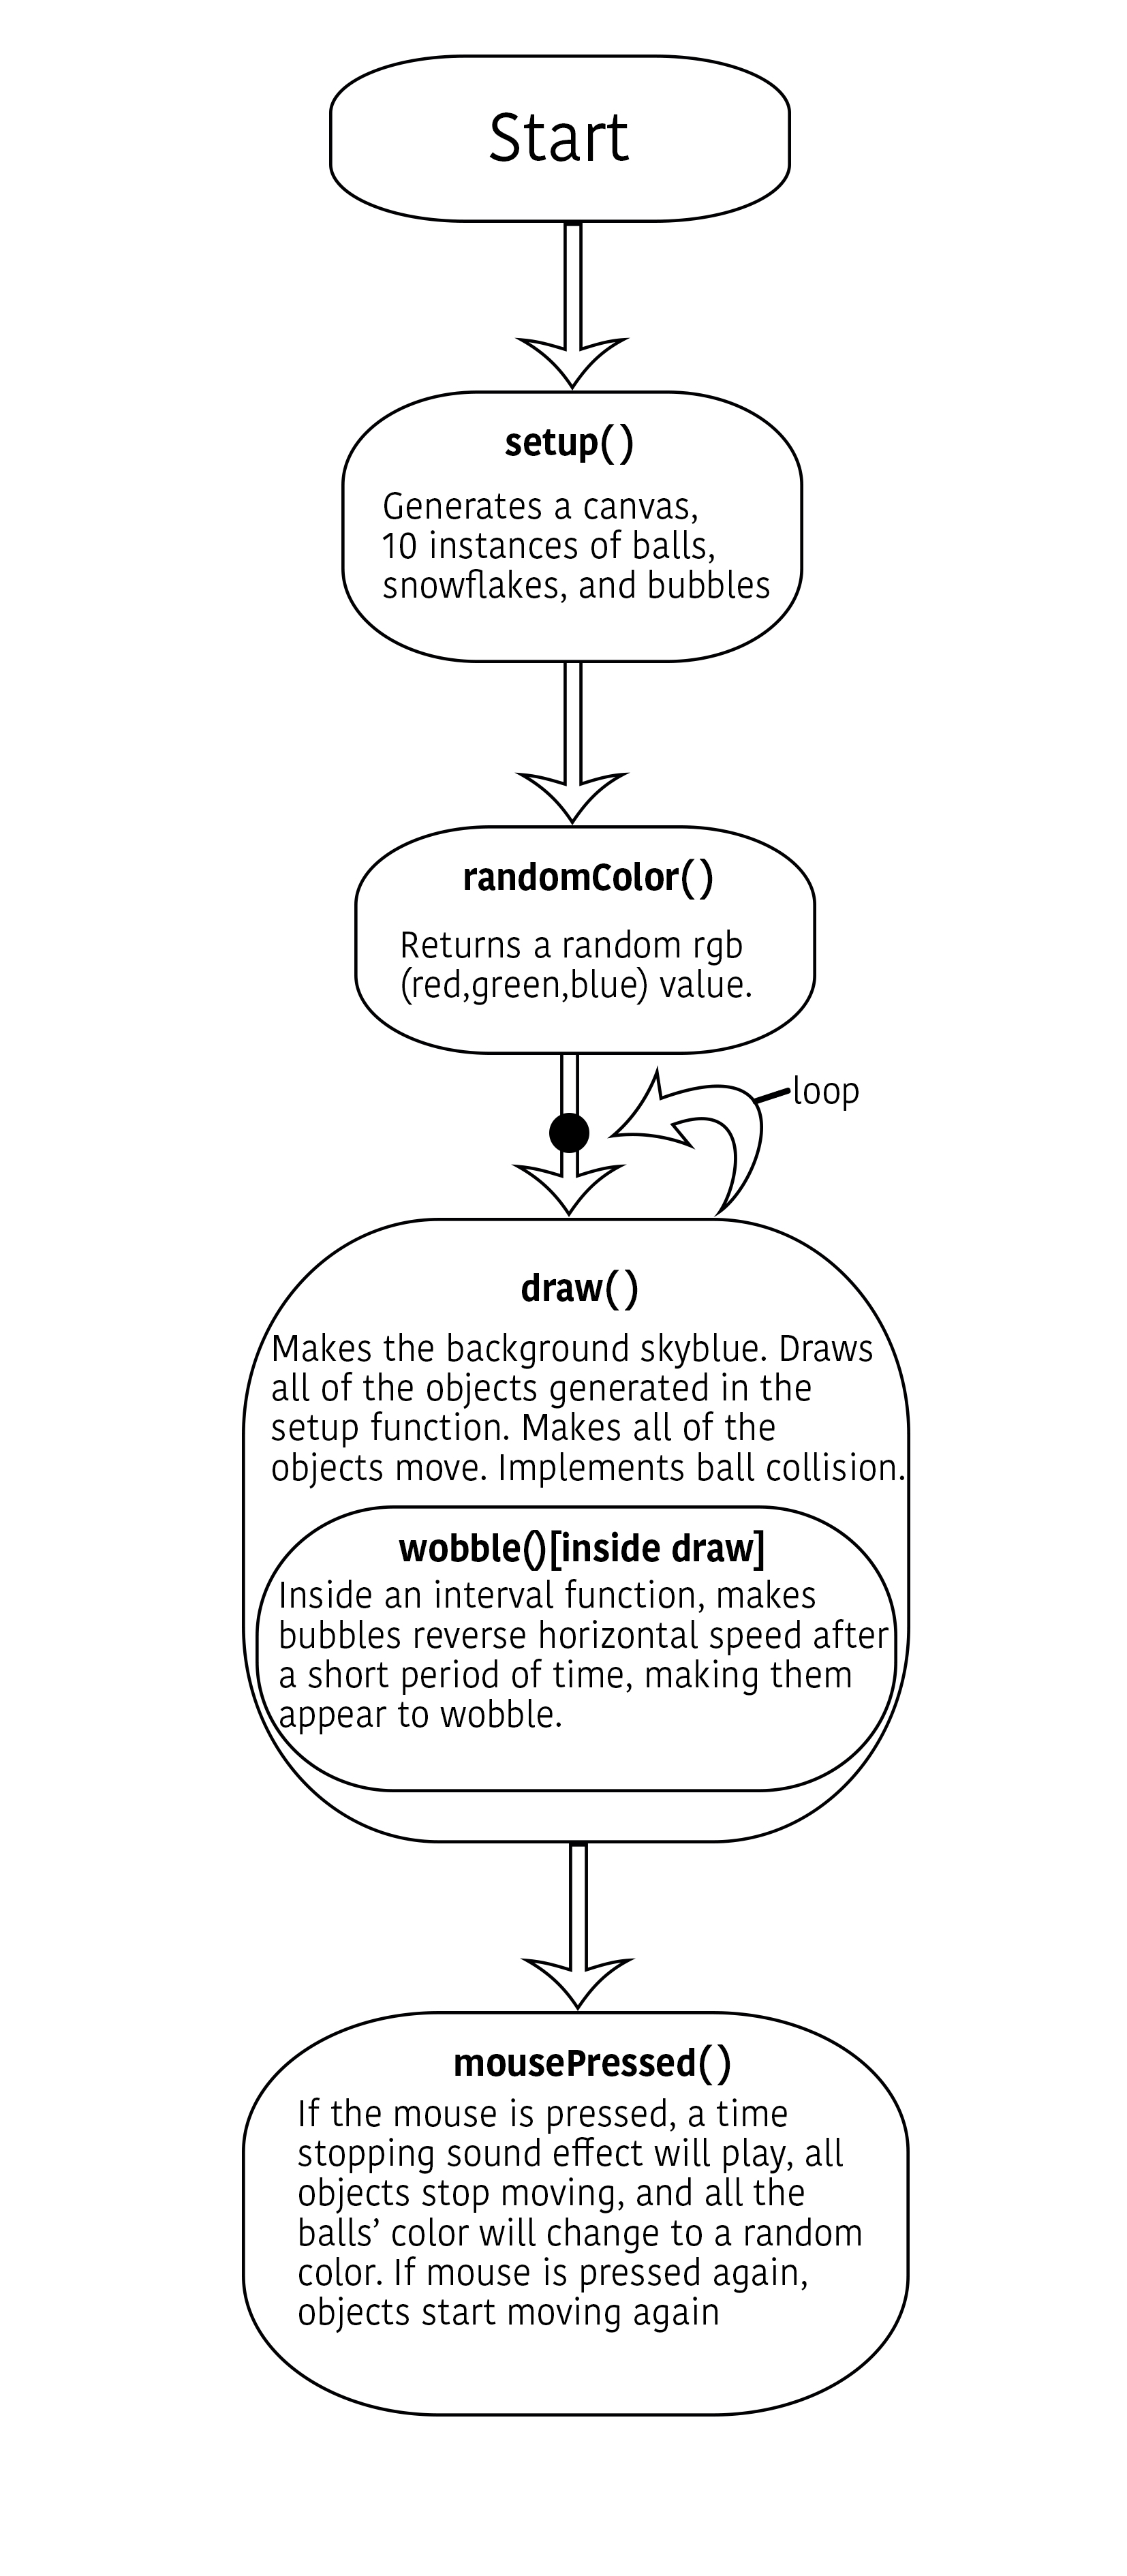 Start
setup( )
Generates a canvas,
10 instances of balls,
snowflakes, and bubbles
randomColor( )
Returns a random rgb
(red,green,blue) value.
loop
draw( )
Makes the background skyblue. Draws
all of the objects generated in the
setup function. Makes all of the
objects move. Implements ball collision.
wobble()[inside draw]
Inside an interval function, makes
bubbles reverse horizontal speed after
a short period of time, making them
appear to wobble.
mousePressed( )
If the mouse is pressed, a time
stopping sound effect will play, all
objects stop moving, and all the
balls’ color will change to a random
color. If mouse is pressed again,
objects start moving again